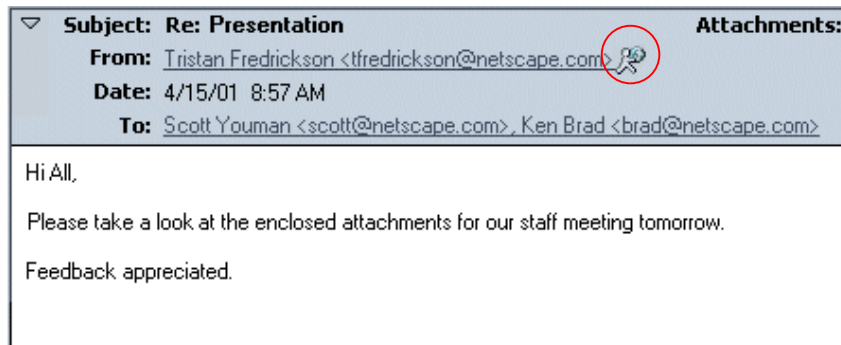 Subject: Re: Presentation Attachments:
From: Tristan Fredrickson <tfredrickson@netscape.com>
Date: 4/15/01 8:57 AM
To: Scott Youman <scott@netscape.com>, Ken Brad <brad@netscape.com>
Hi All,
Please take a look at the enclosed attachments for our staff meeting tomorrow.
Feedback appreciated.